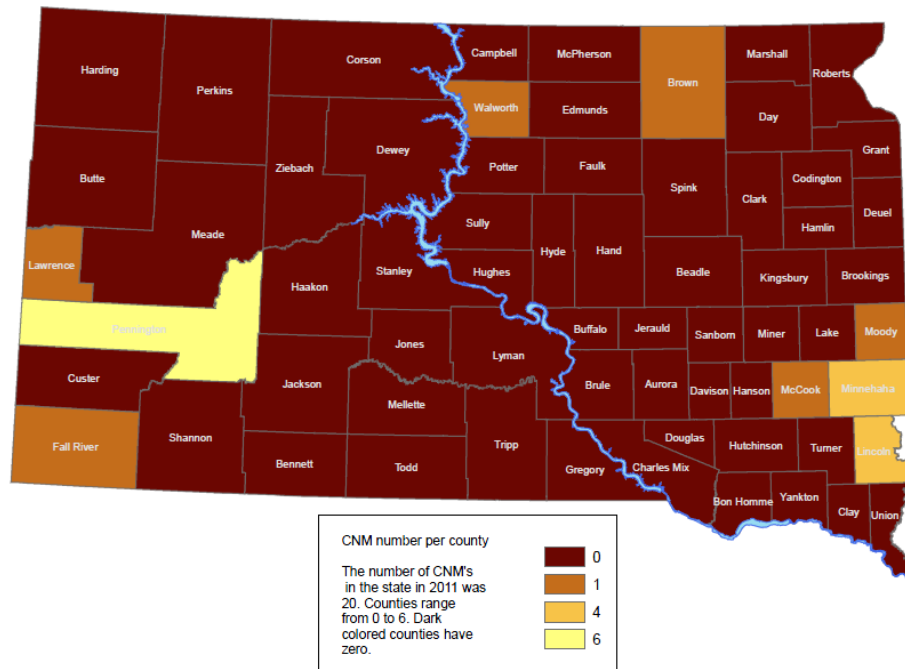 Harding
Perkins
Corson
Campbell
McPherson
Brown
Marshall
Roberts
Walworth
Edmunds
Day
Butte
Ziebach
Dewey
Potter
Faulk
Spink
Clark
Codington
Grant
Hamlin
Deuel
Lawrence
Meade
Haakon
Stanley
Sully
Hughes
Hyde
Hand
Beadle
Kingsbury
Brookings
Pennington
Jones
Lyman
Buffalo
Jerauld
Sanborn
Miner
Lake
Moody
Custer
Jackson
Mellette
Brule
Aurora
Davison
Hanson
McCook
Minnehaha
Fall River
Shannon
Bennett
Todd
Tripp
Gregory
Charles Mix
Douglas
Hutchinson
Turner
Lincoln
Bon Homme
Yankton
Clay
Union
CNM number per county
The number of CNM's
in the state in 2011 was
20. Counties range
from 0 to 6. Dark
colored counties have
zero.
0
1
4
6